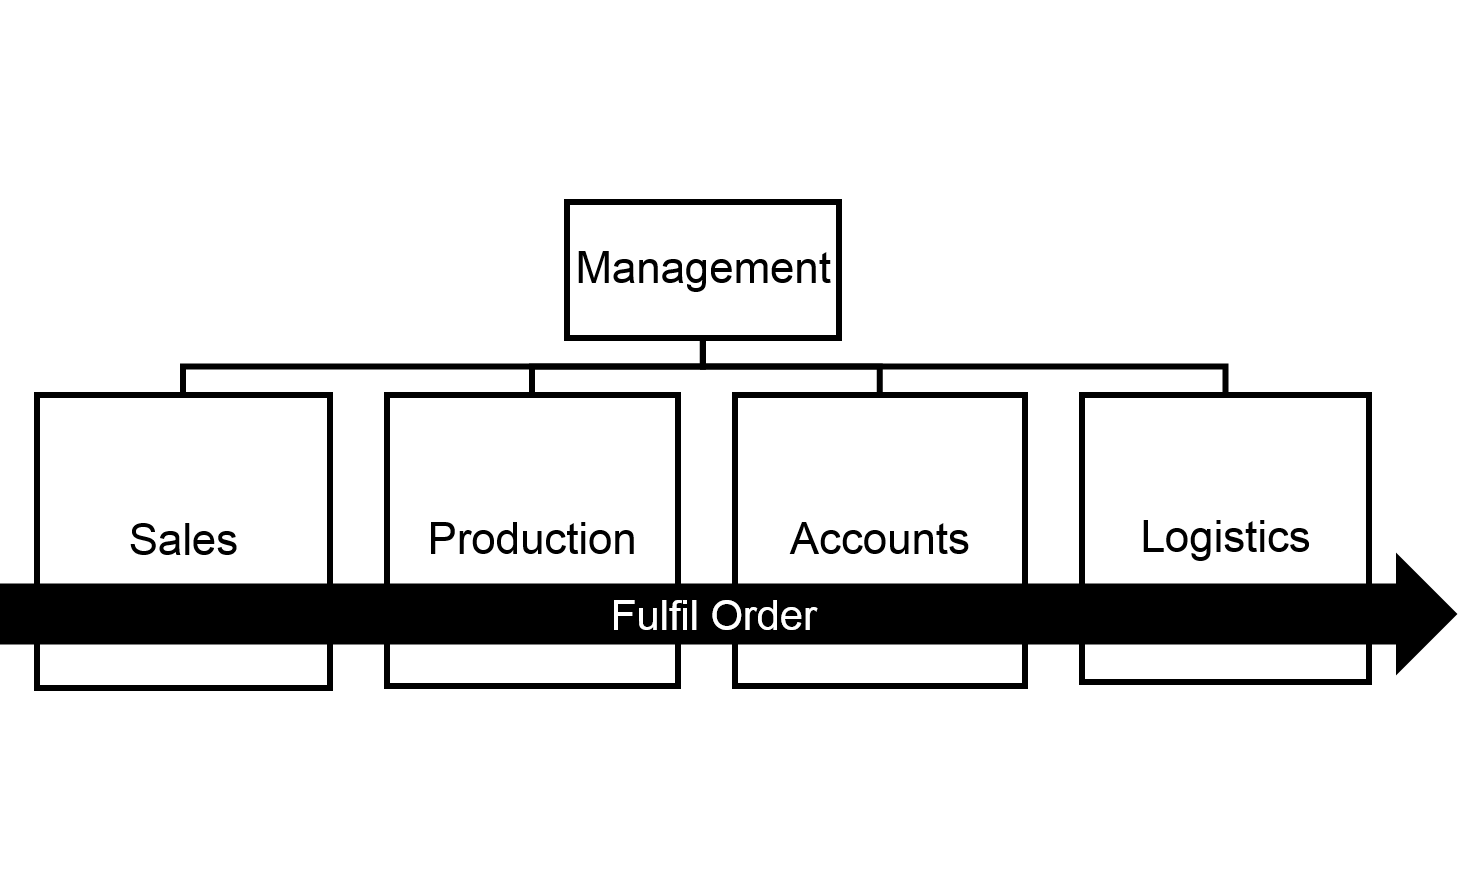 Management
Sales
Production
Accounts
Logistics
Fulfil Order